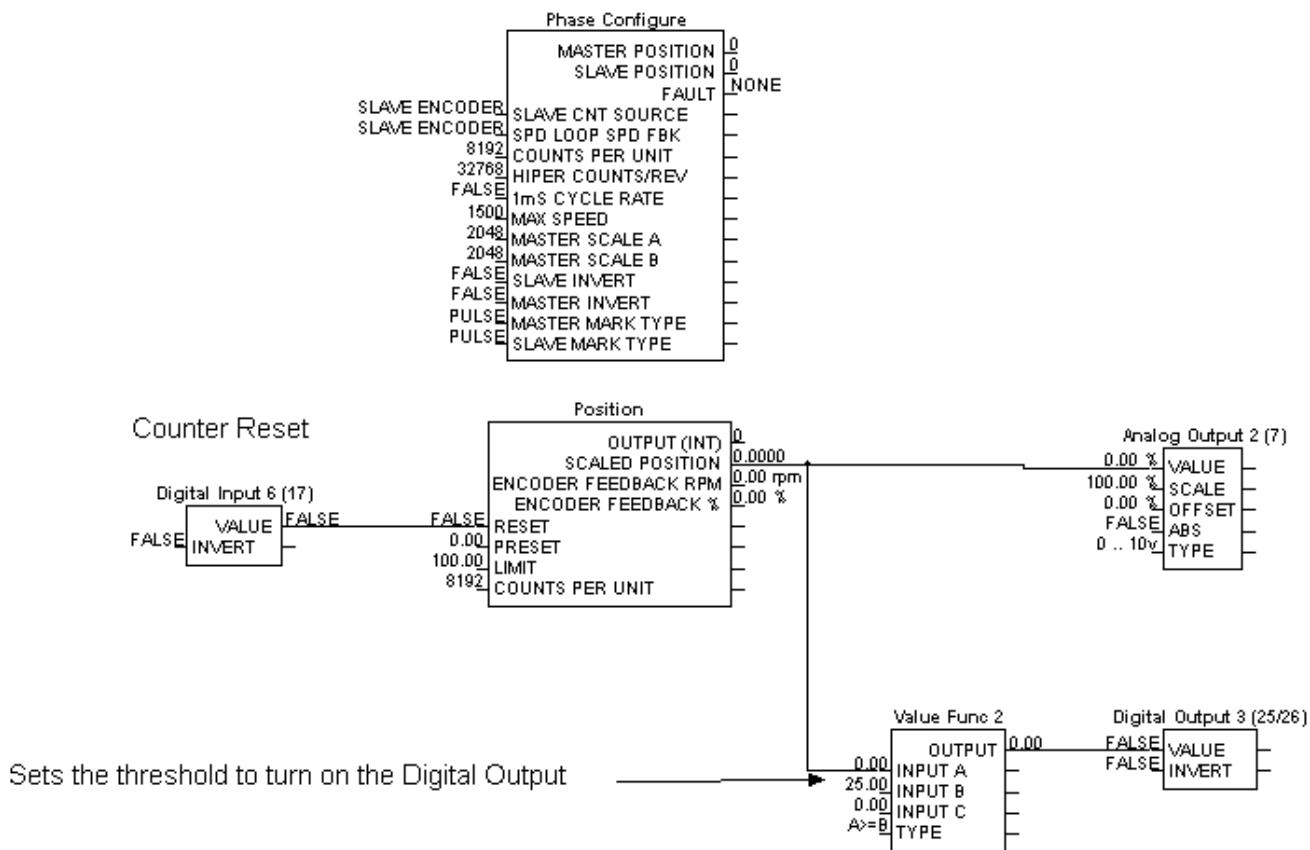 Phase Configure
MASTER POSITION 0
SLAVE POSITION 0
FAULT NONE
SLAVE ENCODER SLAVE CNT SOURCE
SLAVE ENCODER SPD LOOP SPD FBK
8192 COUNTS PER UNIT
32768 HIPER COUNTS/REV
FALSE 1mS CYCLE RATE
1500 MAX SPEED
2048 MASTER SCALE A
2048 MASTER SCALE B
FALSE SLAVE INVERT
FALSE MASTER INVERT
PULSE MASTER MARK TYPE
PULSE SLAVE MARK TYPE
Counter Reset
Digital Input 6 (17)
VALUE FALSE
FALSE INVERT
Position
OUTPUT (INT) 0
SCALED POSITION 0.0000
ENCODER FEEDBACK RPM 0.00 rpm
ENCODER FEEDBACK % 0.00 %
FALSE RESET
0.00 PRESET
100.00 LIMIT
8192 COUNTS PER UNIT
Analog Output 2 (7)
0.00 % VALUE
100.00 % SCALE
0.00 % OFFSET
FALSE ABS
0 .. 10v TYPE
Sets the threshold to turn on the Digital Output
Value Func 2
OUTPUT 0.00
0.00 INPUT A
25.00 INPUT B
0.00 INPUT C
A>=B TYPE
Digital Output 3 (25/26)
FALSE VALUE
FALSE INVERT